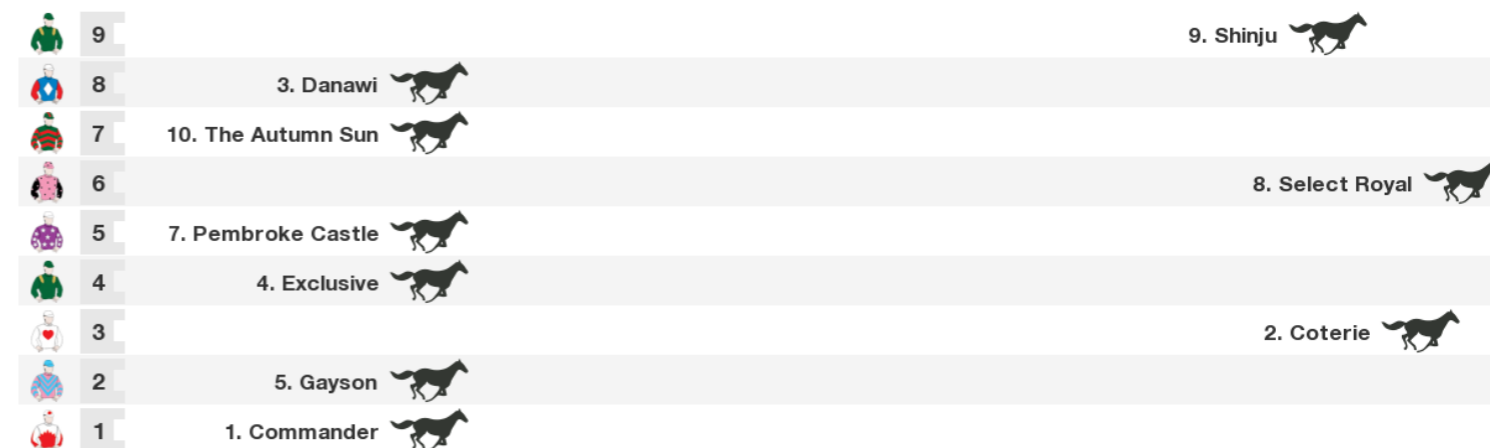 9 9. Shinju
8 3. Danawi
7 10. The Autumn Sun
6 8. Select Royal
5 7. Pembroke Castle
4 4. Exclusive
3 2. Coterie
2 5. Gayson
1 1. Commander